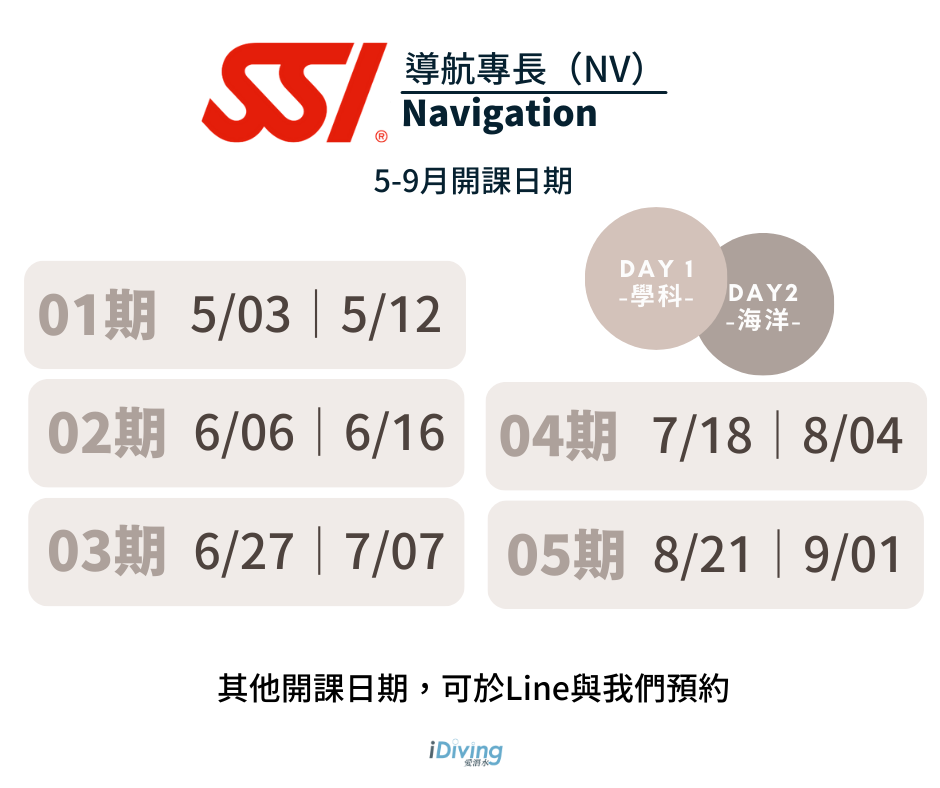 SSI®
導航專長（NV）
Navigation
5-9月開課日期
DAY 1
-學科-
DAY2
-海洋-
01期 5/03｜5/12
02期 6/06｜6/16
03期 6/27｜7/07
04期 7/18｜8/04
05期 8/21｜9/01
其他開課日期，可於Line與我們預約
iDiving
愛潛水